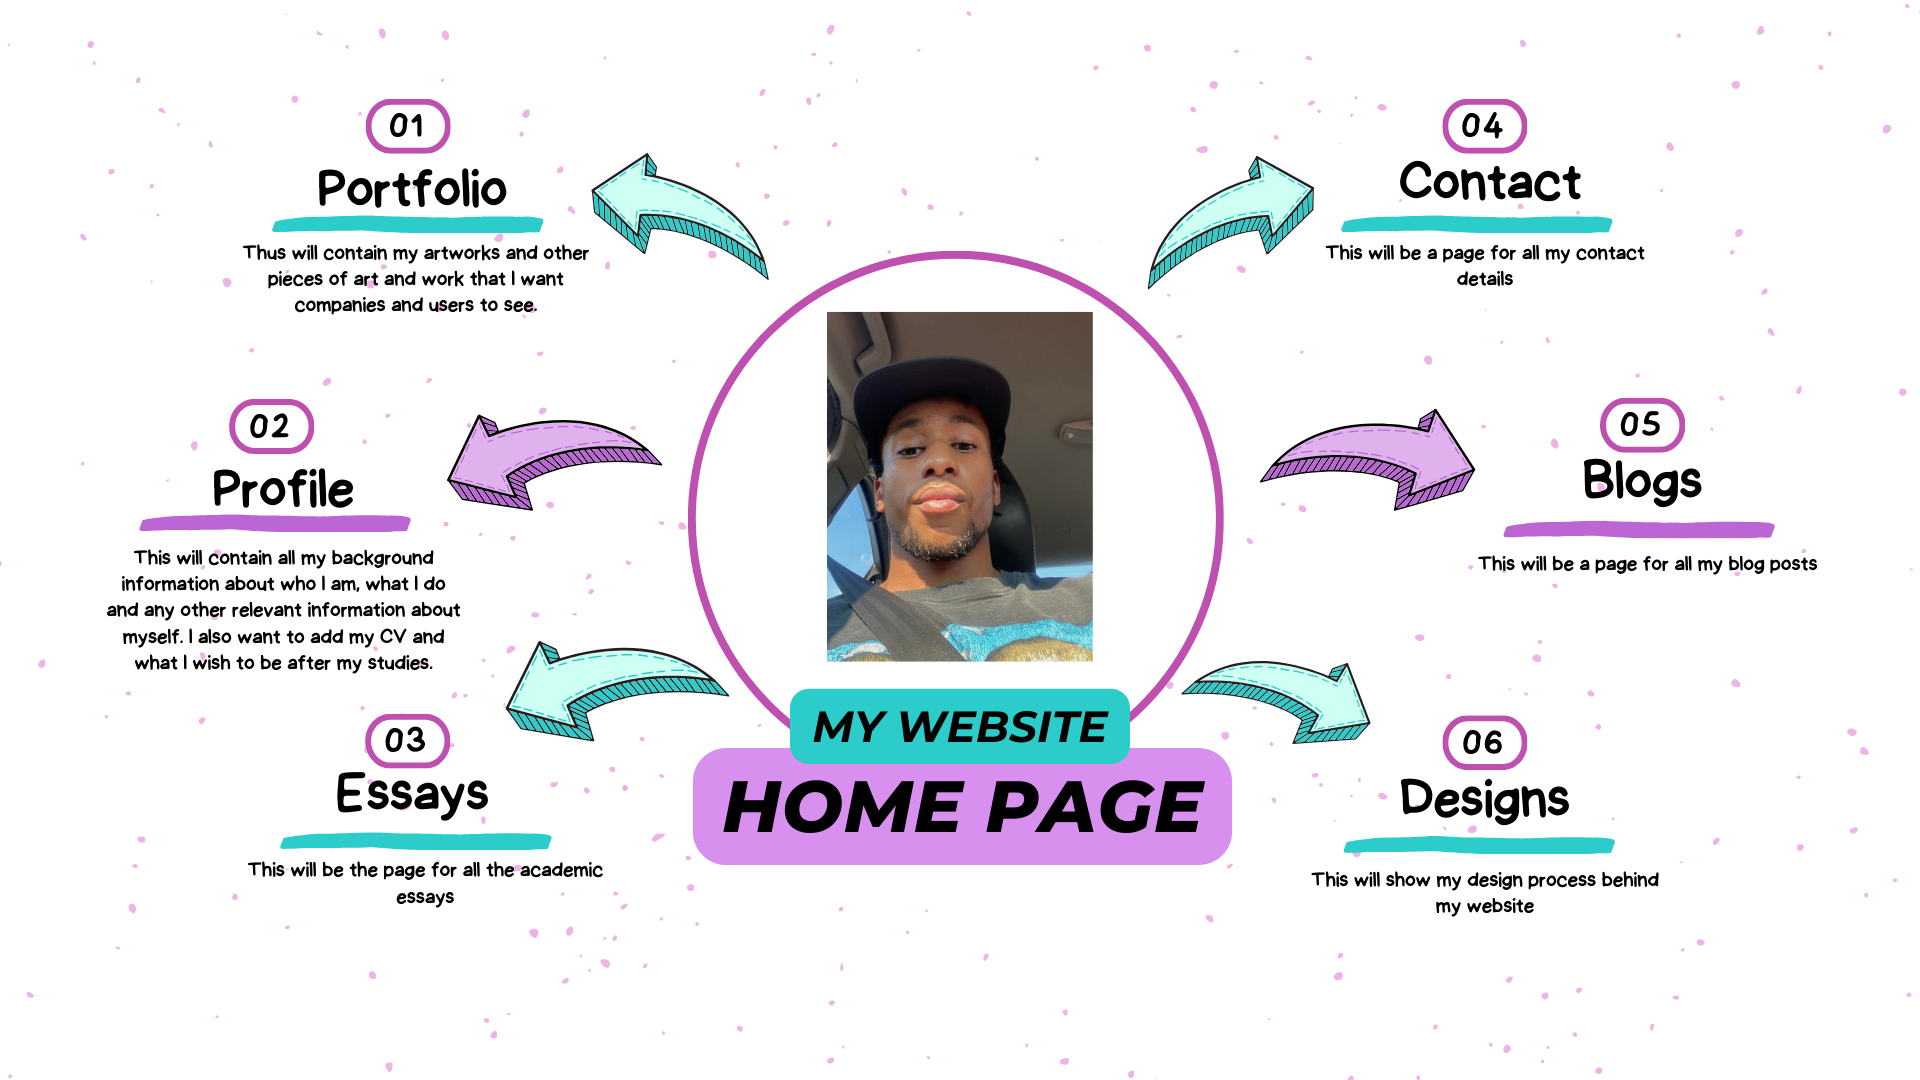 01
Portfolio
Thus will contain my artworks and other
pieces of art and work that I want
companies and users to see.
02
Profile
This will contain all my background
information about who I am, what I do
and any other relevant information about
myself. I also want to add my CV and
what I wish to be after my studies.
03
Essays
This will be the page for all the academic
essays
MY WEBSITE
HOME PAGE
04
Contact
This will be a page for all my contact
details
05
Blogs
This will be a page for all my blog posts
06
Designs
This will show my design process behind
my website